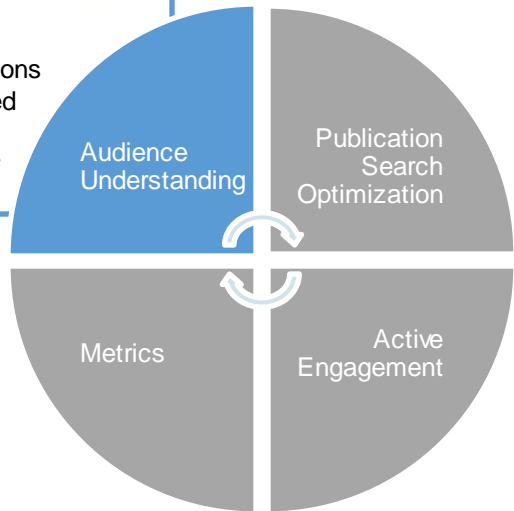 Audience
Understanding
Publication
Search
Optimization
Metrics
Active
Engagement